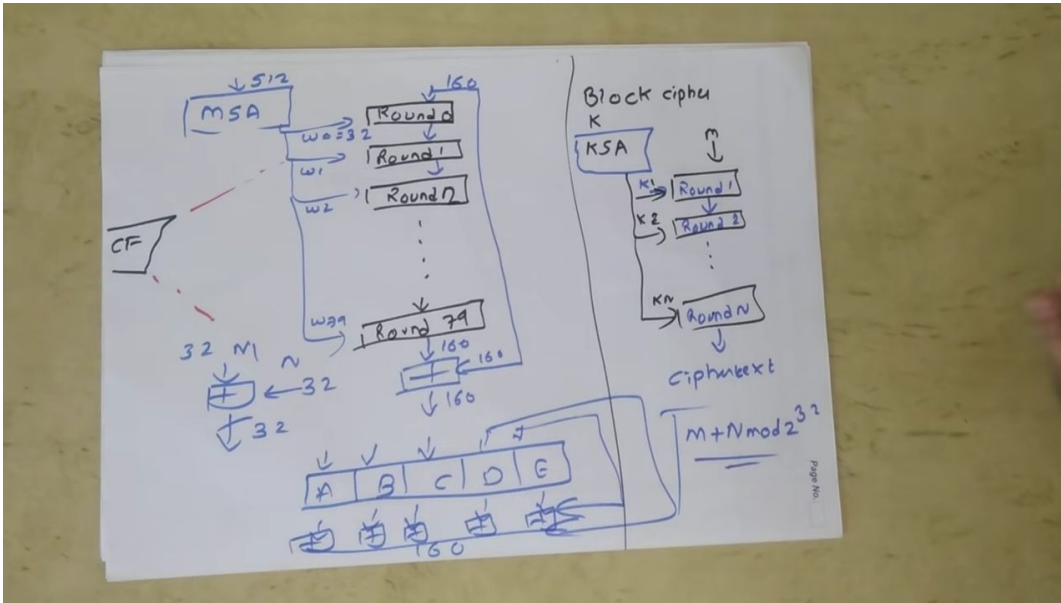 512
MSA
160
Round 0
W0=32
Round 1
W1
Round 2
W2
CF
W79
Round 79
160
160
160
32 M
N
32
32
A B C D E
160
Block cipher
K
KSA
M
K1
Round 1
K2
Round 2
KN
Round N
Ciphertext
M+Nmod2^32
Page No.